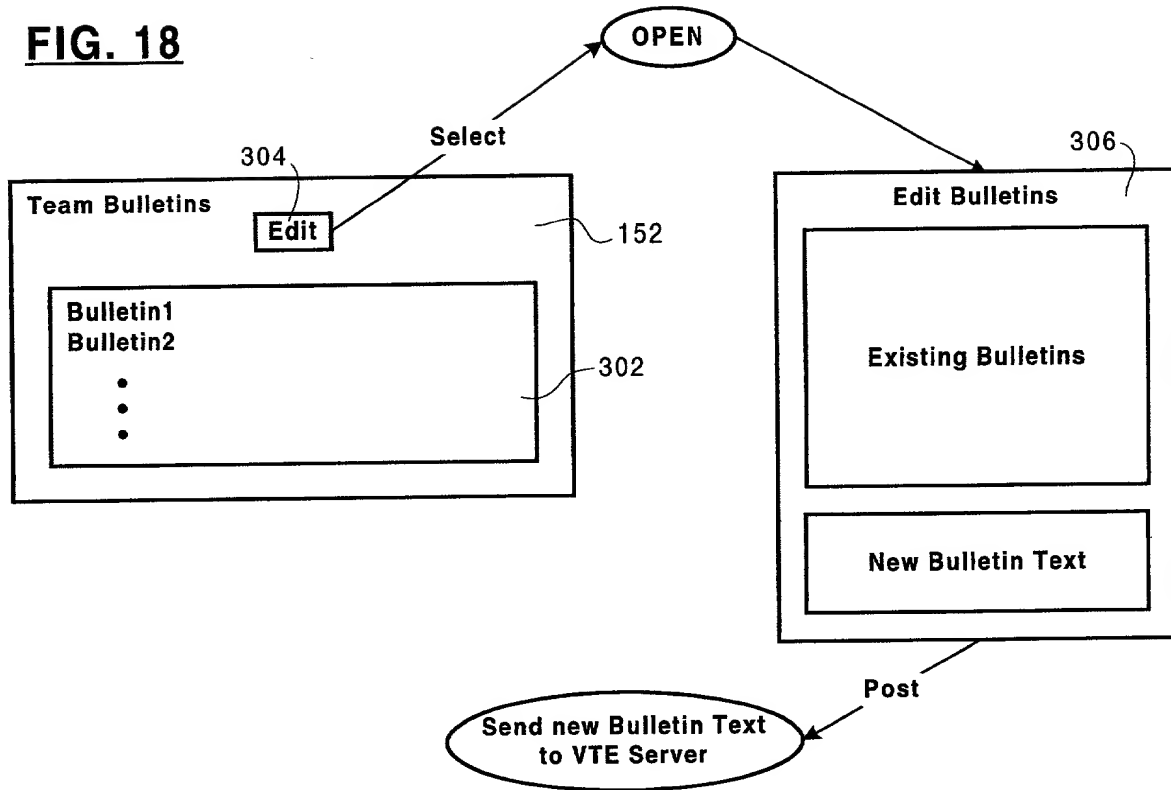 FIG. 18
OPEN
Select
304
306
Team Bulletins
Edit
152
Edit Bulletins
Bulletin1
Bulletin2
302
Existing Bulletins
New Bulletin Text
Post
Send new Bulletin Text
to VTE Server